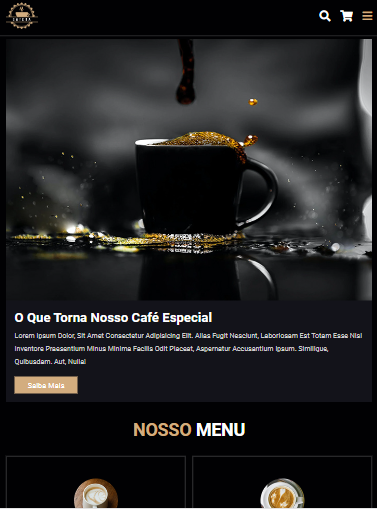 O Que Torna Nosso Café Especial
Lorem Ipsum Dolor, Sit Amet Consectetur Adipisicing Elit. Alias Fugit Nesciunt, Laboriosam Est Totam Esse Nisi
Inventore Praesentium Minus Minima Facilis Odit Placeat, Aspernatur Accusantium Ipsum. Similique,
Quibusdam. Aut, Nulla!
Saiba Mais
NOSSO MENU